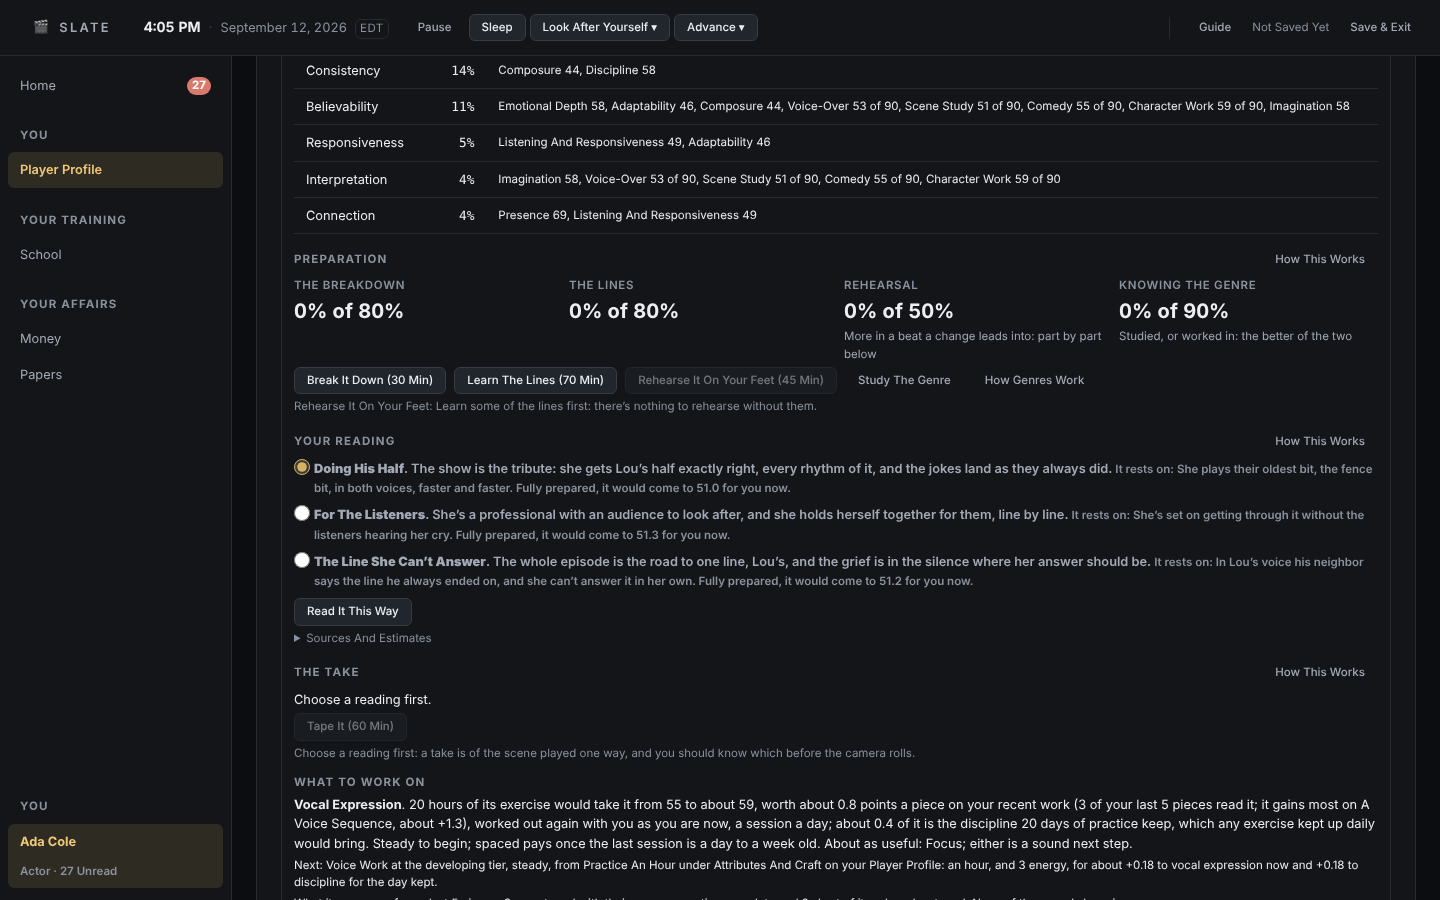 SLATE
4:05 PM · September 12, 2026 EDT
Pause
Sleep
Look After Yourself ▾
Advance ▾
Guide
Not Saved Yet
Save & Exit
Home
27
YOU
Player Profile
YOUR TRAINING
School
YOUR AFFAIRS
Money
Papers
YOU
Ada Cole
Actor · 27 Unread
Consistency 14% Composure 44, Discipline 58
Believability 11% Emotional Depth 58, Adaptability 46, Composure 44, Voice-Over 53 of 90, Scene Study 51 of 90, Comedy 55 of 90, Character Work 59 of 90, Imagination 58
Responsiveness 5% Listening And Responsiveness 49, Adaptability 46
Interpretation 4% Imagination 58, Voice-Over 53 of 90, Scene Study 51 of 90, Comedy 55 of 90, Character Work 59 of 90
Connection 4% Presence 69, Listening And Responsiveness 49
PREPARATION
How This Works
THE BREAKDOWN
0% of 80%
THE LINES
0% of 80%
REHEARSAL
0% of 50%
More in a beat a change leads into: part by part
below
KNOWING THE GENRE
0% of 90%
Studied, or worked in: the better of the two
Break It Down (30 Min)
Learn The Lines (70 Min)
Rehearse It On Your Feet (45 Min)
Study The Genre
How Genres Work
Rehearse It On Your Feet: Learn some of the lines first: there's nothing to rehearse without them.
YOUR READING
How This Works
Doing His Half. The show is the tribute: she gets Lou's half exactly right, every rhythm of it, and the jokes land as they always did. It rests on: She plays their oldest bit, the fence
bit, in both voices, faster and faster. Fully prepared, it would come to 51.0 for you now.
For The Listeners. She's a professional with an audience to look after, and she holds herself together for them, line by line. It rests on: She's set on getting through it without the
listeners hearing her cry. Fully prepared, it would come to 51.3 for you now.
The Line She Can't Answer. The whole episode is the road to one line, Lou's, and the grief is in the silence where her answer should be. It rests on: In Lou's voice his neighbor
says the line he always ended on, and she can't answer it in her own. Fully prepared, it would come to 51.2 for you now.
Read It This Way
▶ Sources And Estimates
THE TAKE
How This Works
Choose a reading first.
Tape It (60 Min)
Choose a reading first: a take is of the scene played one way, and you should know which before the camera rolls.
WHAT TO WORK ON
Vocal Expression. 20 hours of its exercise would take it from 55 to about 59, worth about 0.8 points a piece on your recent work (3 of your last 5 pieces read it; it gains most on A
Voice Sequence, about +1.3), worked out again with you as you are now, a session a day; about 0.4 of it is the discipline 20 days of practice keep, which any exercise kept up daily
would bring. Steady to begin; spaced pays once the last session is a day to a week old. About as useful: Focus; either is a sound next step.
Next: Voice Work at the developing tier, steady, from Practice An Hour under Attributes And Craft on your Player Profile: an hour, and 3 energy, for about +0.18 to vocal expression now and +0.18 to
discipline for the day kept.